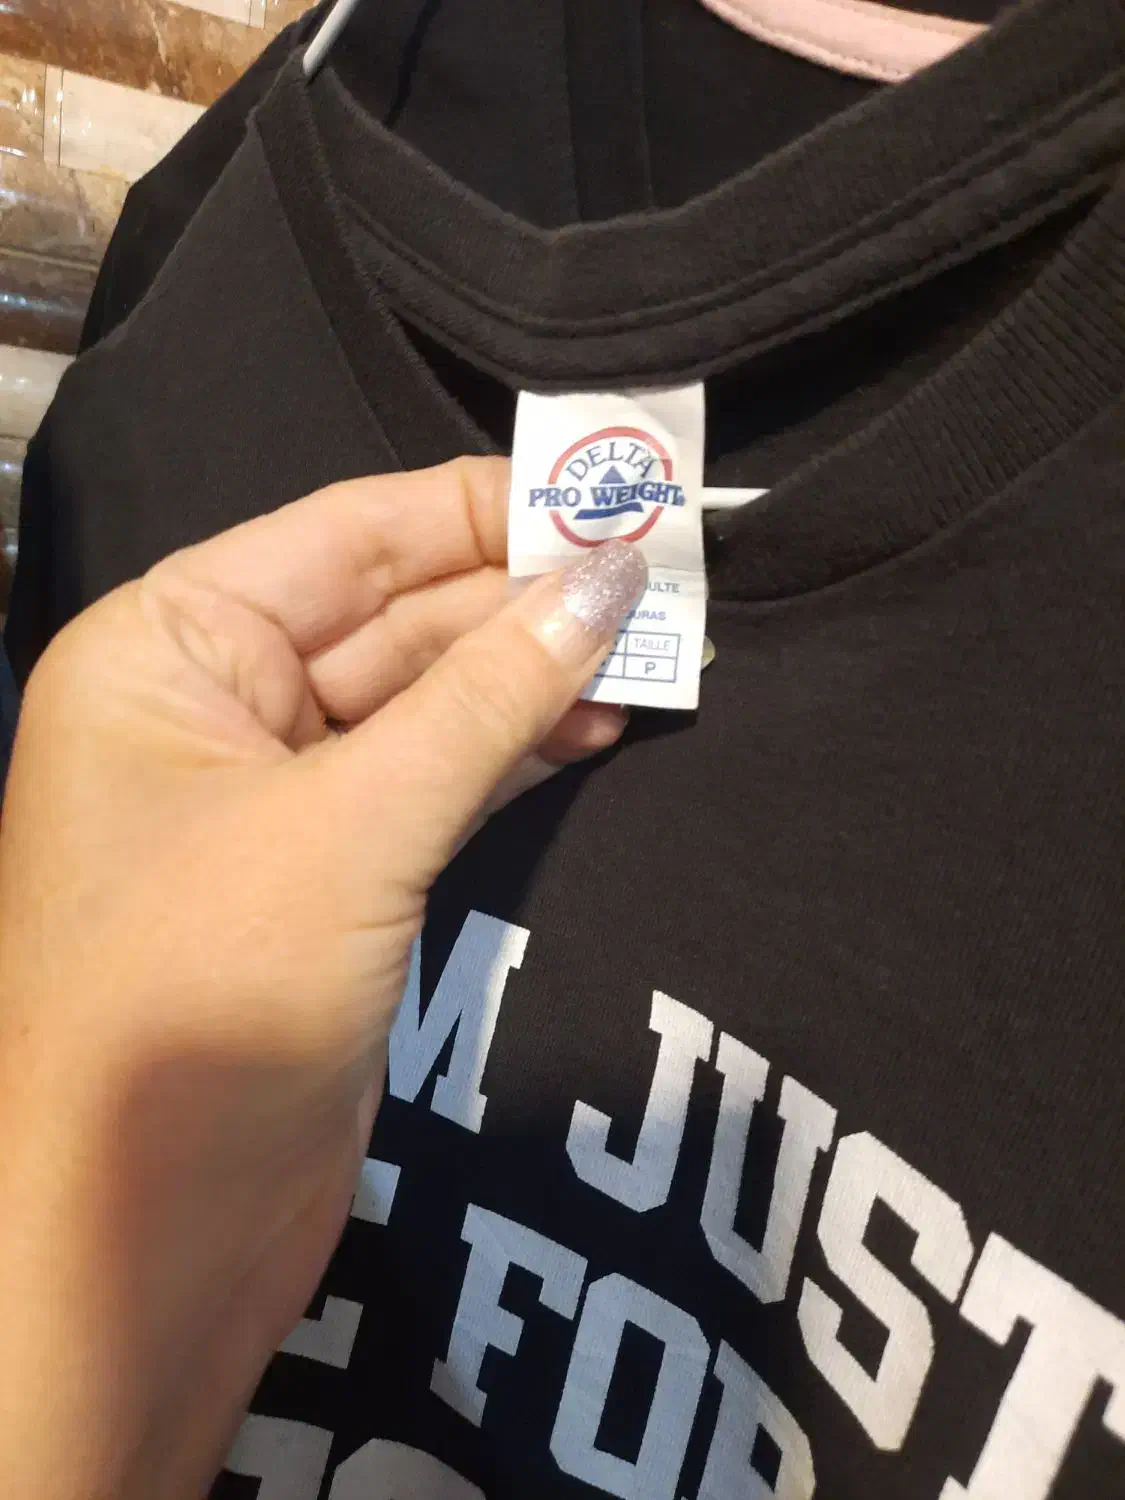 DELTA
PRO WEIGHT®
ULTE
URAS
TAILLE
P
M JUST
E FOR